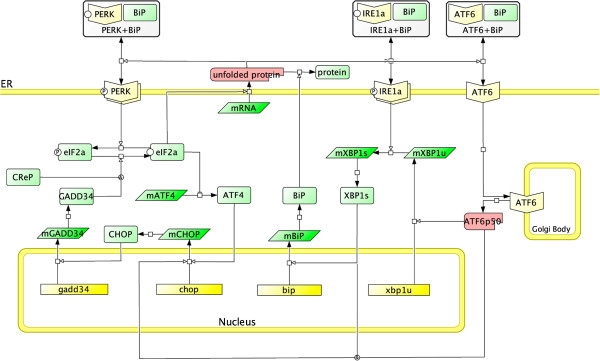 PERK BiP
PERK+BiP
IRE1a BiP
IRE1a+BiP
ATF6 BiP
ATF6+BiP
unfolded protein
protein
ER
P PERK
P IRE1a
ATF6
mRNA
P eIF2a
eIF2a
mXBP1s
mXBP1u
CReP
GADD34
mATF4
ATF4
BiP
XBP1s
ATF6
mGADD34
CHOP
mCHOP
mBiP
ATF6p50
Golgi Body
gadd34
chop
bip
xbp1u
Nucleus